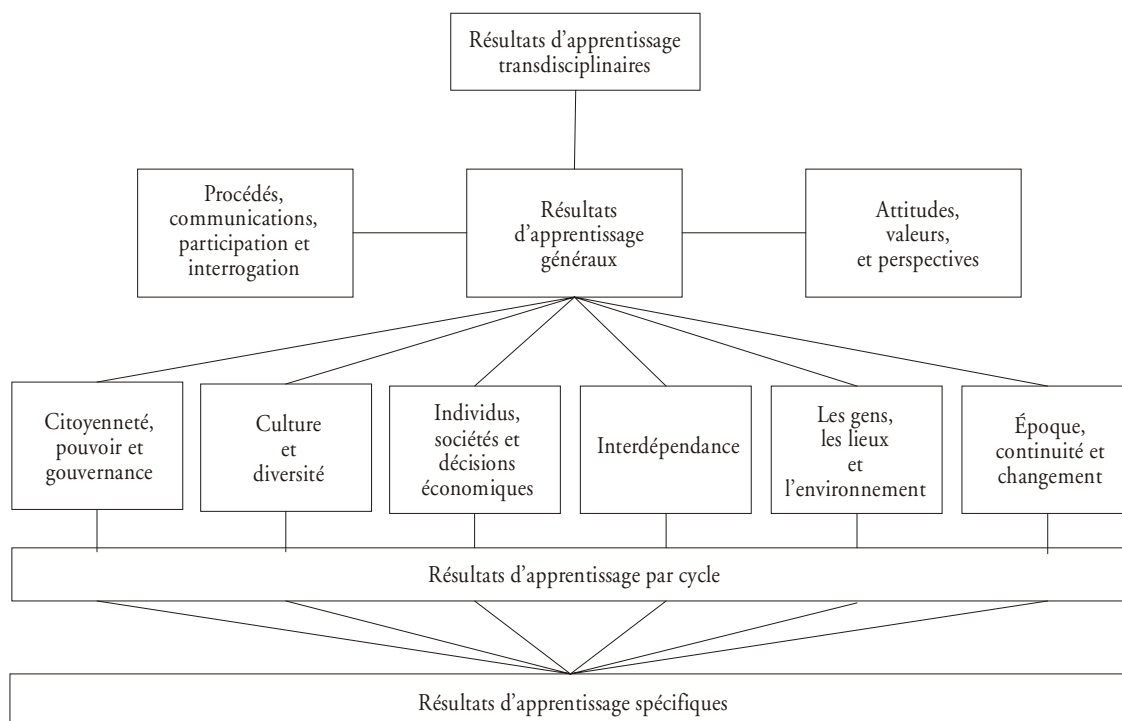 Résultats d'apprentissage
transdisciplinaires
Procédés,
communications,
participation et
interrogation
Résultats
d'apprentissage
généraux
Attitudes,
valeurs,
et perspectives
Citoyenneté,
pouvoir et
gouvernance
Culture
et
diversité
Individus,
sociétés et
décisions
économiques
Interdépendance
Les gens,
les lieux
et
l'environnement
Époque,
continuité et
changement
Résultats d'apprentissage par cycle
Résultats d'apprentissage spécifiques